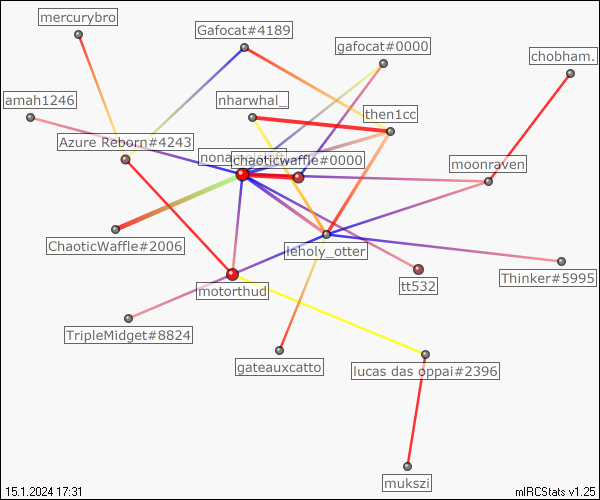 mercurybro
Gafocat#4189
gafocat#0000
chobham.
amah1246
nharwhal_
then1cc
Azure Reborn#4243
chaoticwaffle#0000
moonraven
ChaoticWaffle#2006
leholy_otter
Thinker#5995
tt532
motorthud
TripleMidget#8824
gateauxcatto
lucas das oppai#2396
mukszi
15.1.2024 17:31
mIRCStats v1.25